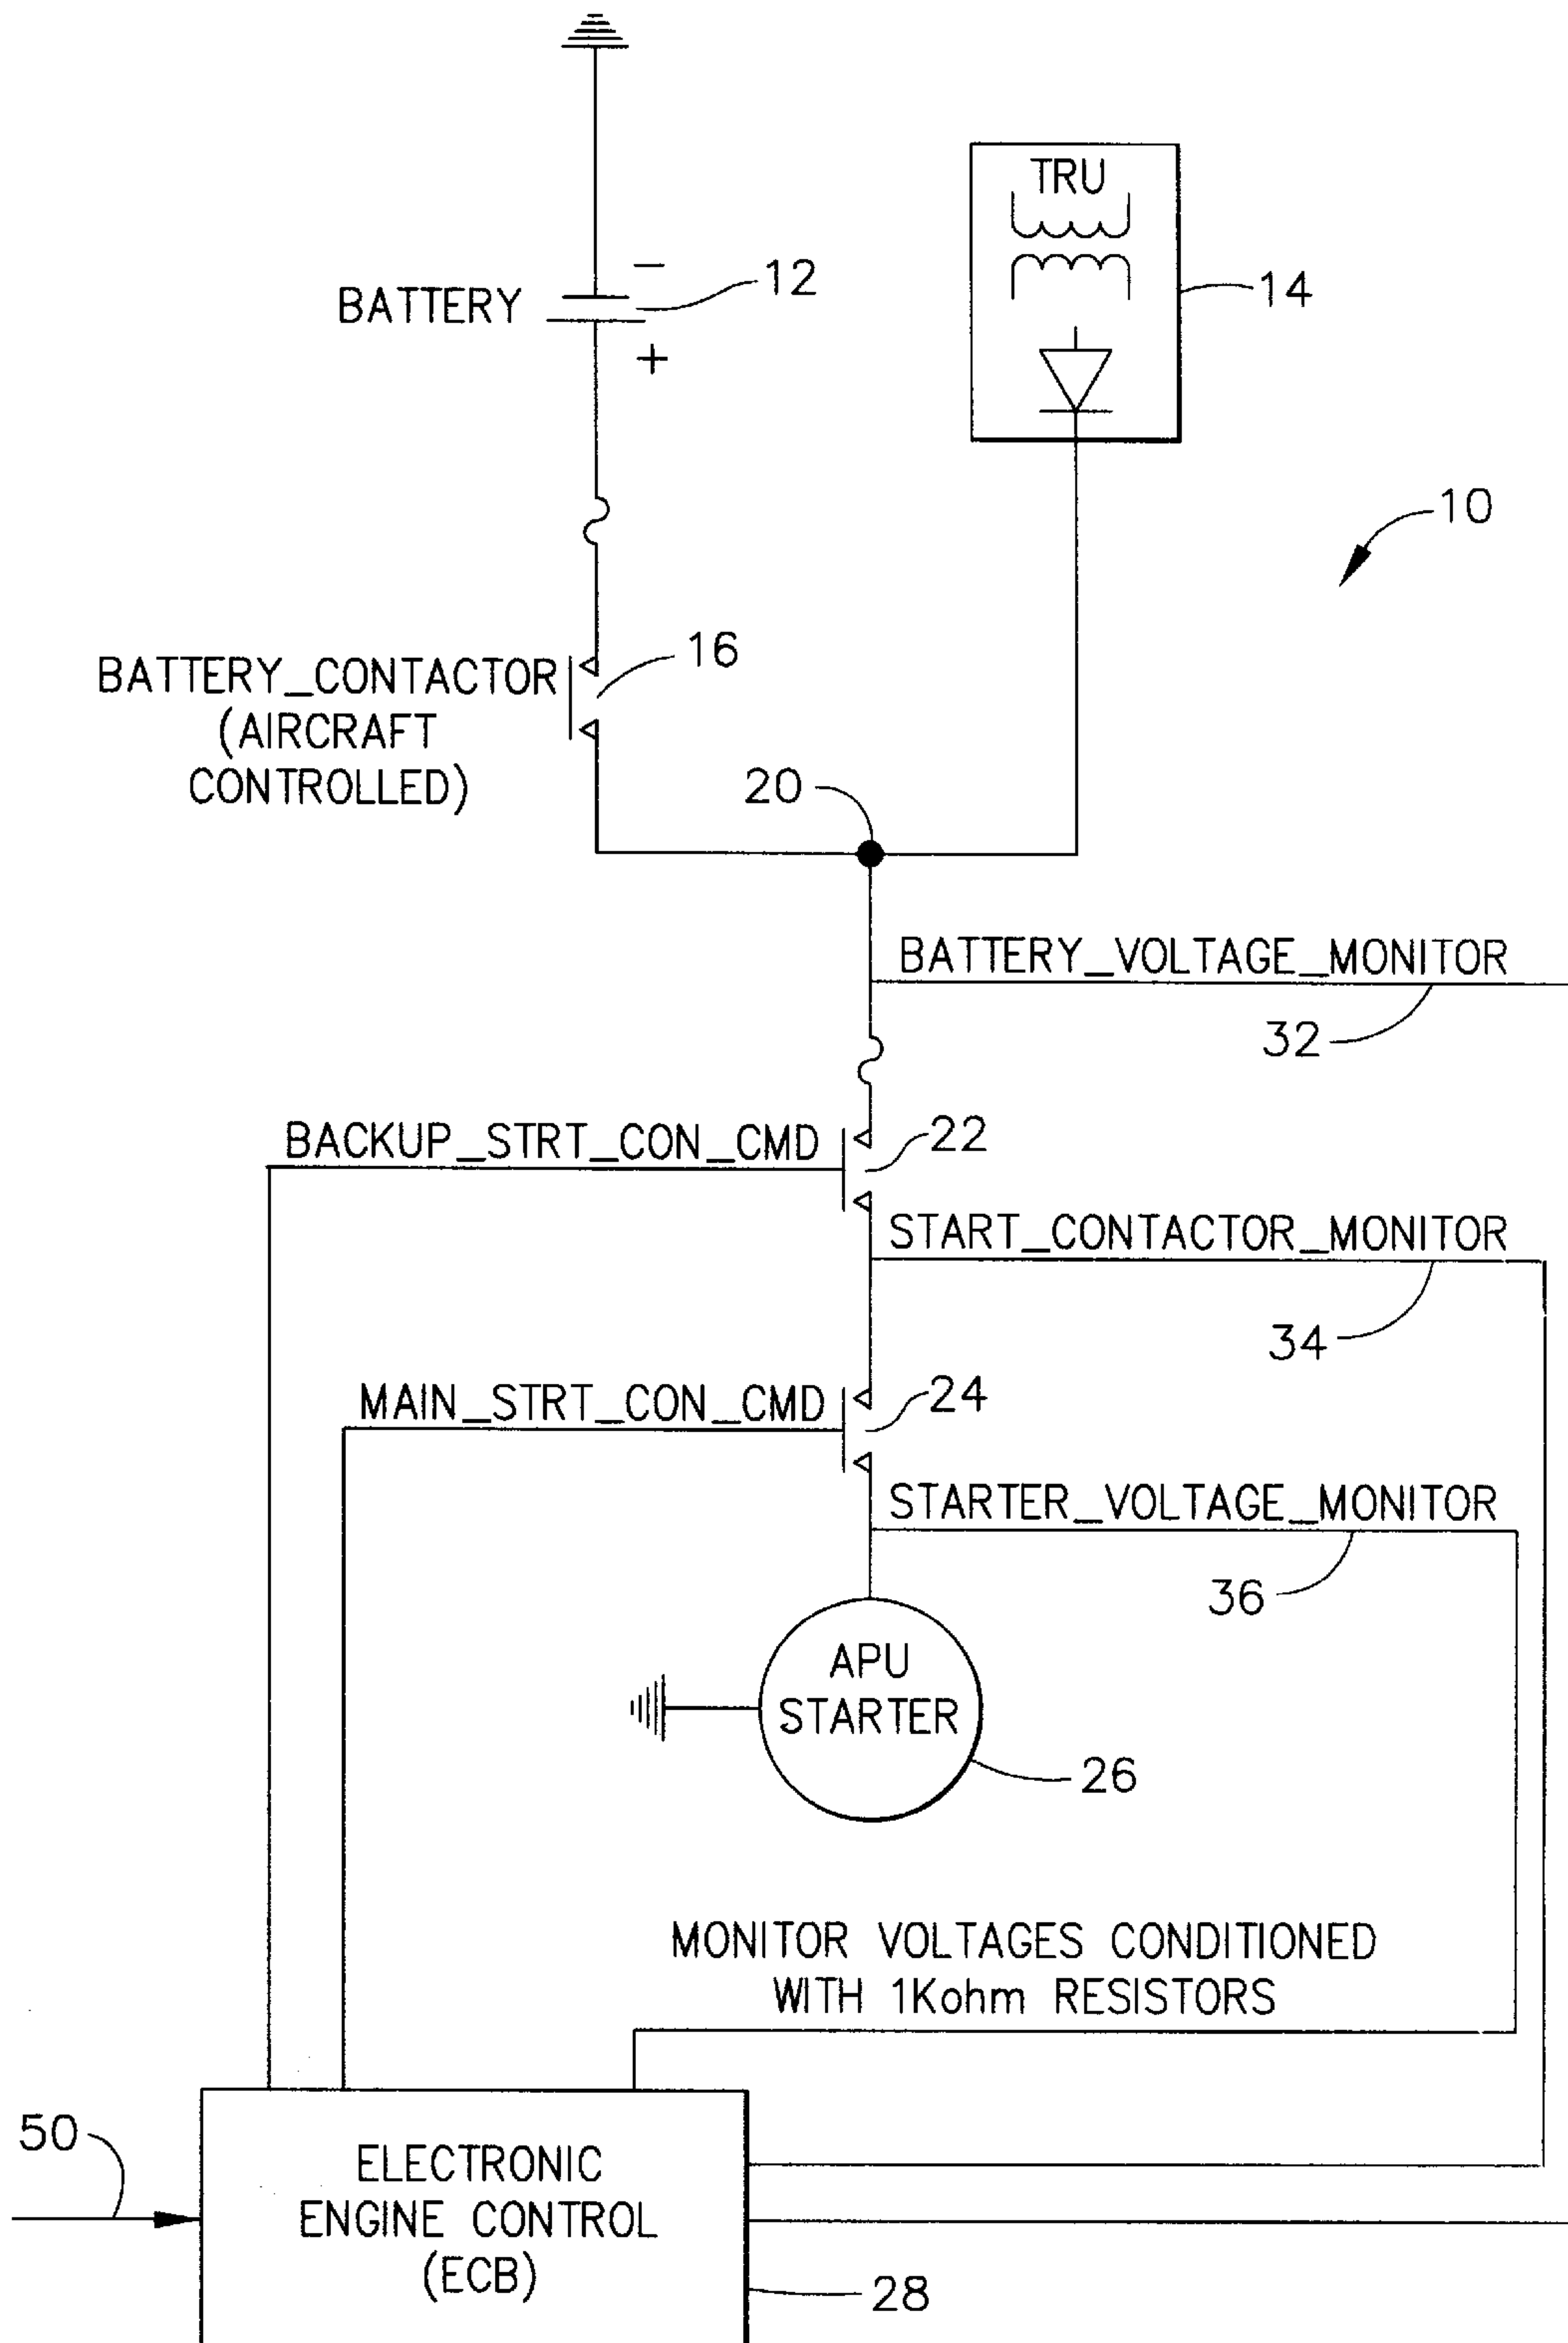 TRU
−
12
BATTERY
14
+
10
16
BATTERY_CONTACTOR
(AIRCRAFT
CONTROLLED)
20
BATTERY_VOLTAGE_MONITOR
32
BACKUP_STRT_CON_CMD
22
START_CONTACTOR_MONITOR
34
MAIN_STRT_CON_CMD
24
STARTER_VOLTAGE_MONITOR
36
APU
STARTER
26
MONITOR VOLTAGES CONDITIONED
WITH 1Kohm RESISTORS
50
ELECTRONIC
ENGINE CONTROL
(ECB)
28